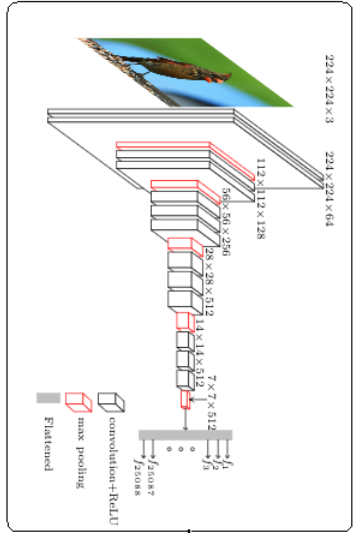 224×224×3
224×224×64
112×112×128
56×56×256
28×28×512
14×14×512
7×7×512
f1
f2
f3
f25087
f25088
convolution+ReLU
max pooling
Flattened